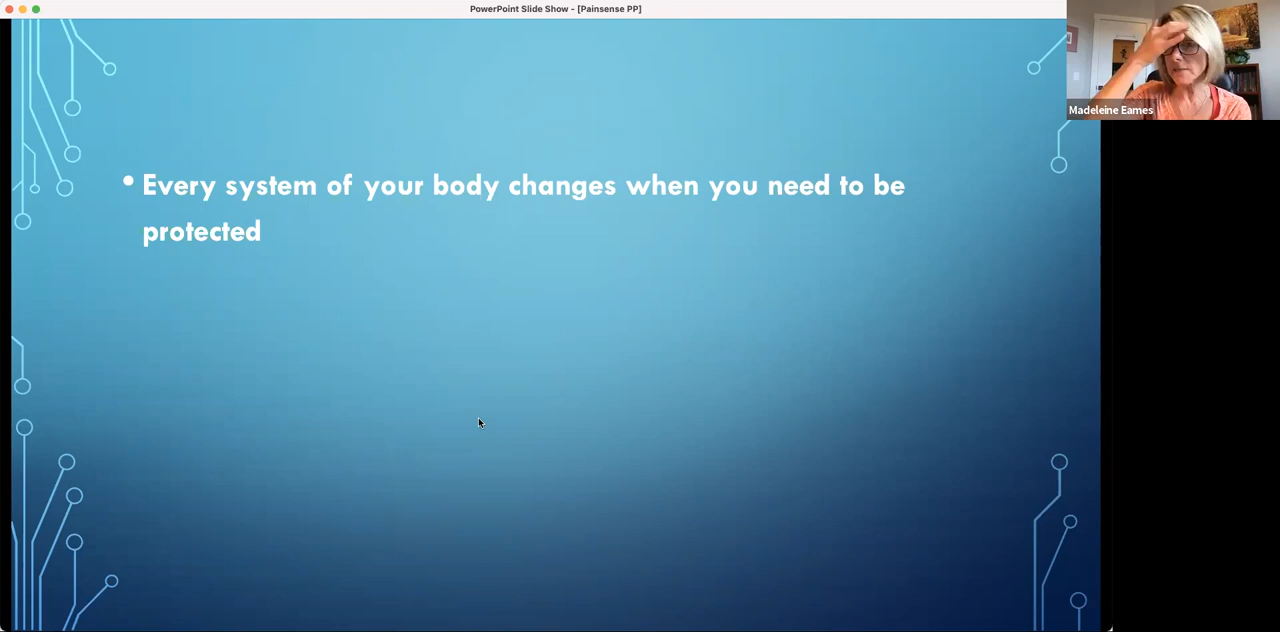 PowerPoint Slide Show - [Painsense PP]
Madeleine Eames
• Every system of your body changes when you need to be
protected